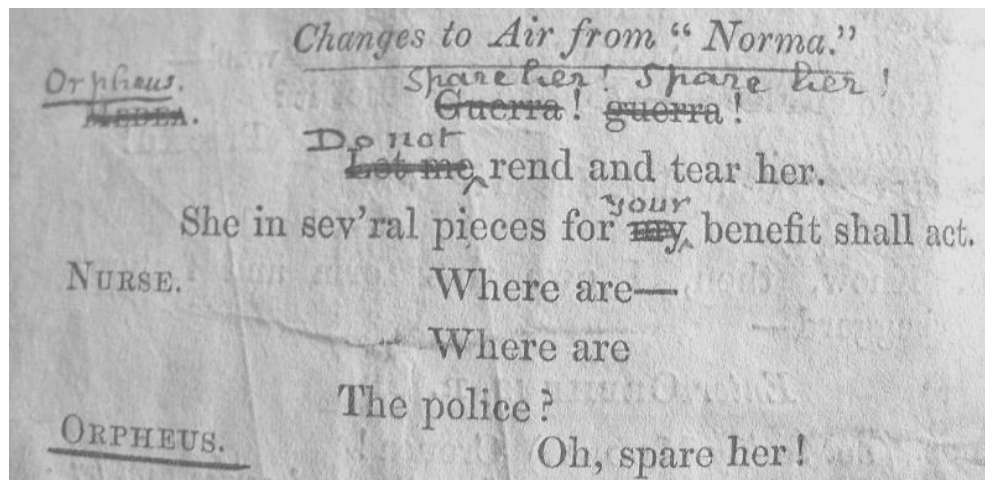 Changes to Air from “ Norma.”
Spare her! Spare her!
Orpheus.
Guerra! guerra!
MEDEA.
Do not
Let me rend and tear her.
your
She in sev’ral pieces for my benefit shall act.
NURSE. Where are—
Where are
The police?
ORPHEUS. Oh, spare her!